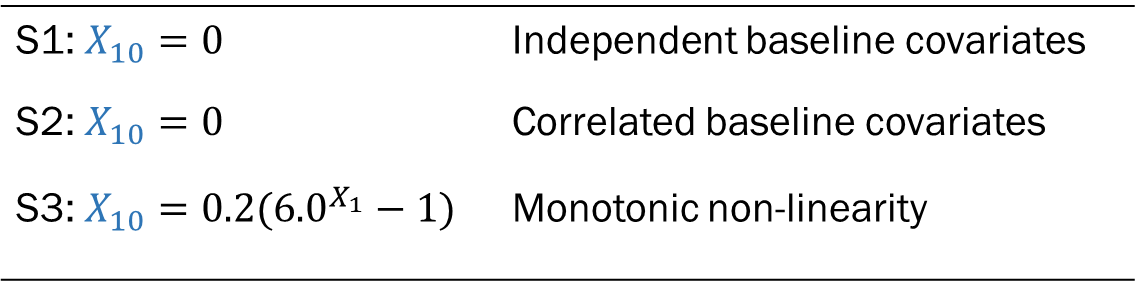 S1: X₁₀ = 0 Independent baseline covariates
S2: X₁₀ = 0 Correlated baseline covariates
S3: X₁₀ = 0.2(6.0^X₁ − 1) Monotonic non-linearity